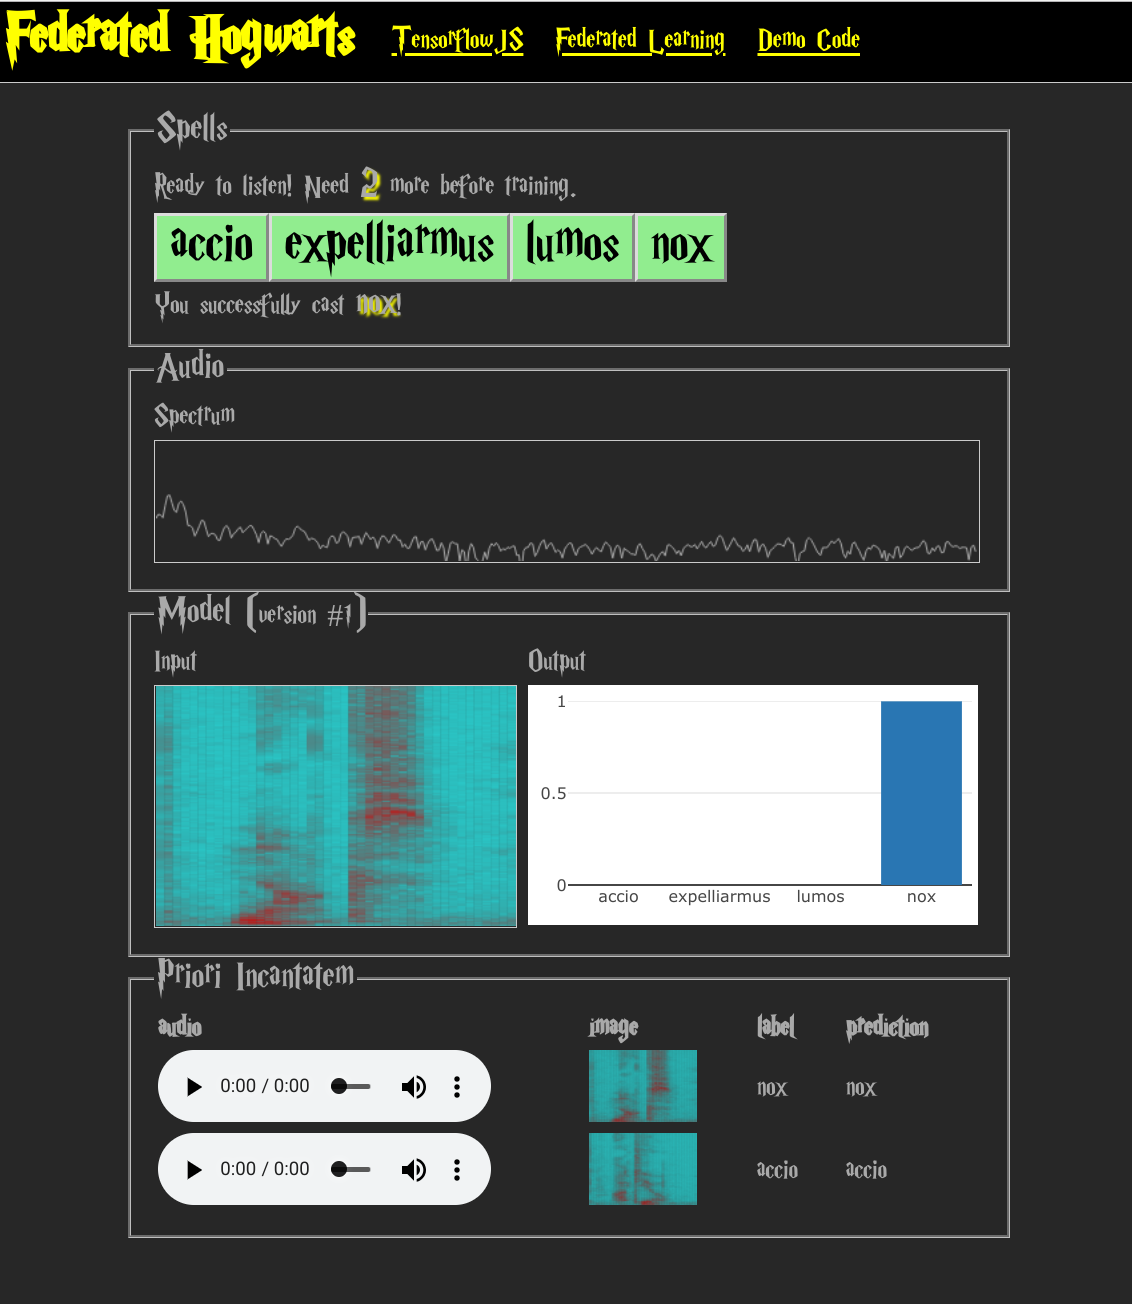 Federated Hogwarts TensorflowJS Federated Learning Demo Code
Spells
Ready to listen! Need 2 more before training.
accio expelliarmus lumos nox
You successfully cast nox!
Audio
Spectrum
Model (version #1)
Input Output
1
0.5
0
accio expelliarmus lumos nox
Priori Incantatem
audio image label prediction
0:00 / 0:00 nox nox
0:00 / 0:00 accio accio